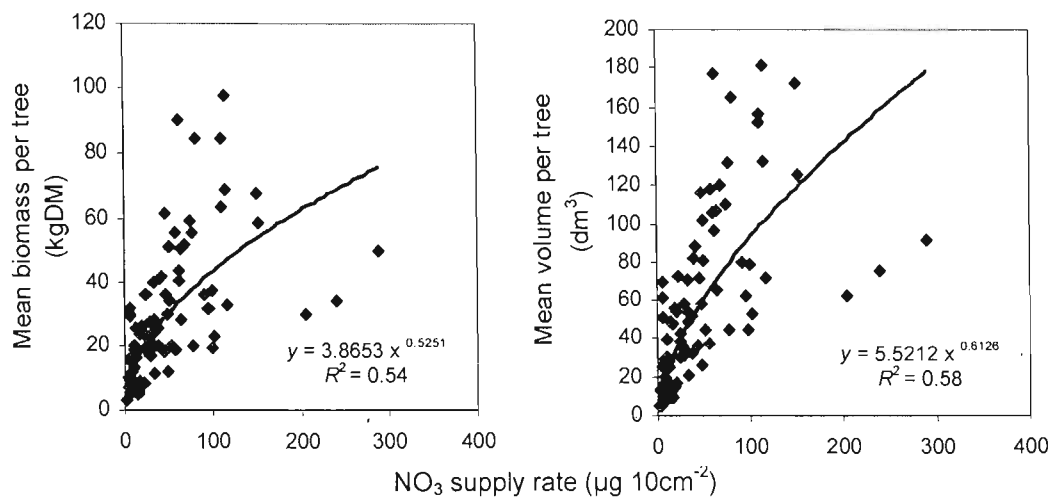 Mean biomass per tree
(kgDM)
120
100
80
60
40
20
0
0 100 200 300 400
y = 3.8653 x^0.5251
R² = 0.54
Mean volume per tree
(dm³)
200
180
160
140
120
100
80
60
40
20
0
0 100 200 300 400
y = 5.5212 x^0.6126
R² = 0.58
NO₃ supply rate (µg 10cm⁻²)